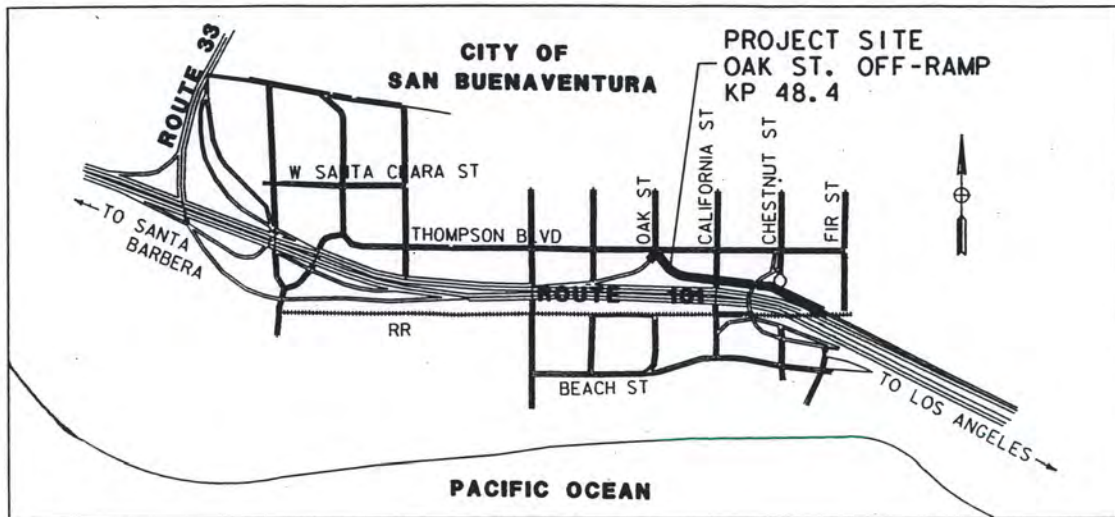 CITY OF
SAN BUENAVENTURA
PROJECT SITE
OAK ST. OFF-RAMP
KP 48.4
ROUTE 33
W SANTA CLARA ST
←TO SANTA
BARBERA
THOMPSON BLVD
OAK ST
CALIFORNIA ST
CHESTNUT ST
FIR ST
ROUTE 101
RR
BEACH ST
TO LOS ANGELES→
PACIFIC OCEAN